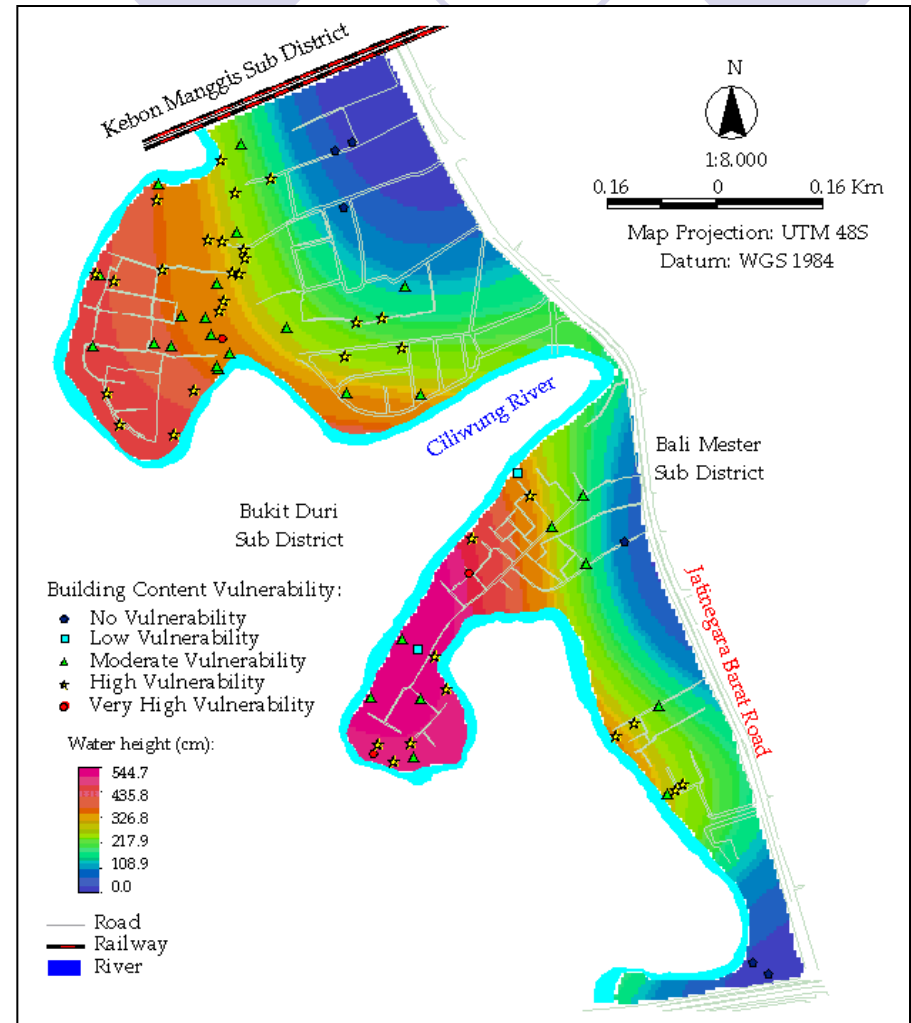 Kebon Manggis Sub District
N
1:8.000
0.16 0 0.16 Km
Map Projection: UTM 48S
Datum: WGS 1984
Ciliwung River
Bali Mester
Sub District
Bukit Duri
Sub District
Jatinegara Barat Road
Building Content Vulnerability:
No Vulnerability
Low Vulnerability
Moderate Vulnerability
High Vulnerability
Very High Vulnerability
Water height (cm):
544.7
435.8
326.8
217.9
108.9
0.0
Road
Railway
River